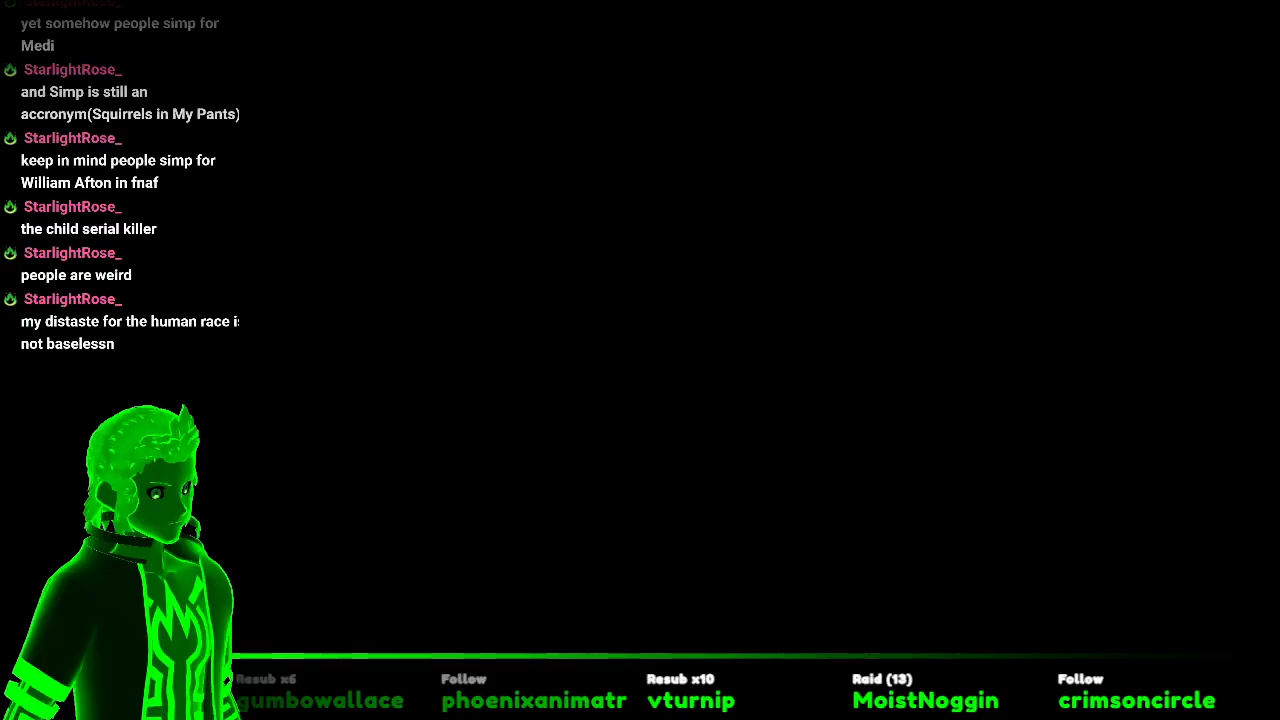 yet somehow people simp for
Medi
StarlightRose_
and Simp is still an
accronym(Squirrels in My Pants)
StarlightRose_
keep in mind people simp for
William Afton in fnaf
StarlightRose_
the child serial killer
StarlightRose_
people are weird
StarlightRose_
my distaste for the human race is
not baselessn
Resub x6 Follow Resub x10 Raid (13) Follow
gumbowallace phoenixanimatr vturnip MoistNoggin crimsoncircle